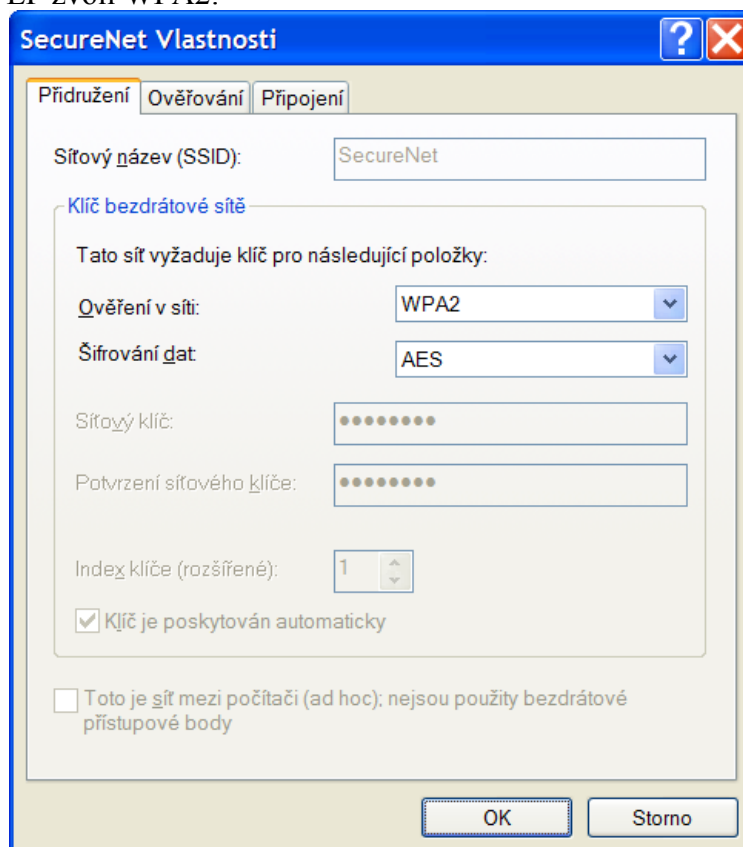 zvolí WPA2.
SecureNet Vlastnosti
Přidružení Ověřování Připojení
Síťový název (SSID): SecureNet
Klíč bezdrátové sítě
Tato síť vyžaduje klíč pro následující položky:
Ověření v síti: WPA2
Šifrování dat: AES
Síťový klíč: ••••••••
Potvrzení síťového klíče: ••••••••
Index klíče (rozšířené): 1
Klíč je poskytován automaticky
Toto je síť mezi počítači (ad hoc); nejsou použity bezdrátové
přístupové body
OK Storno